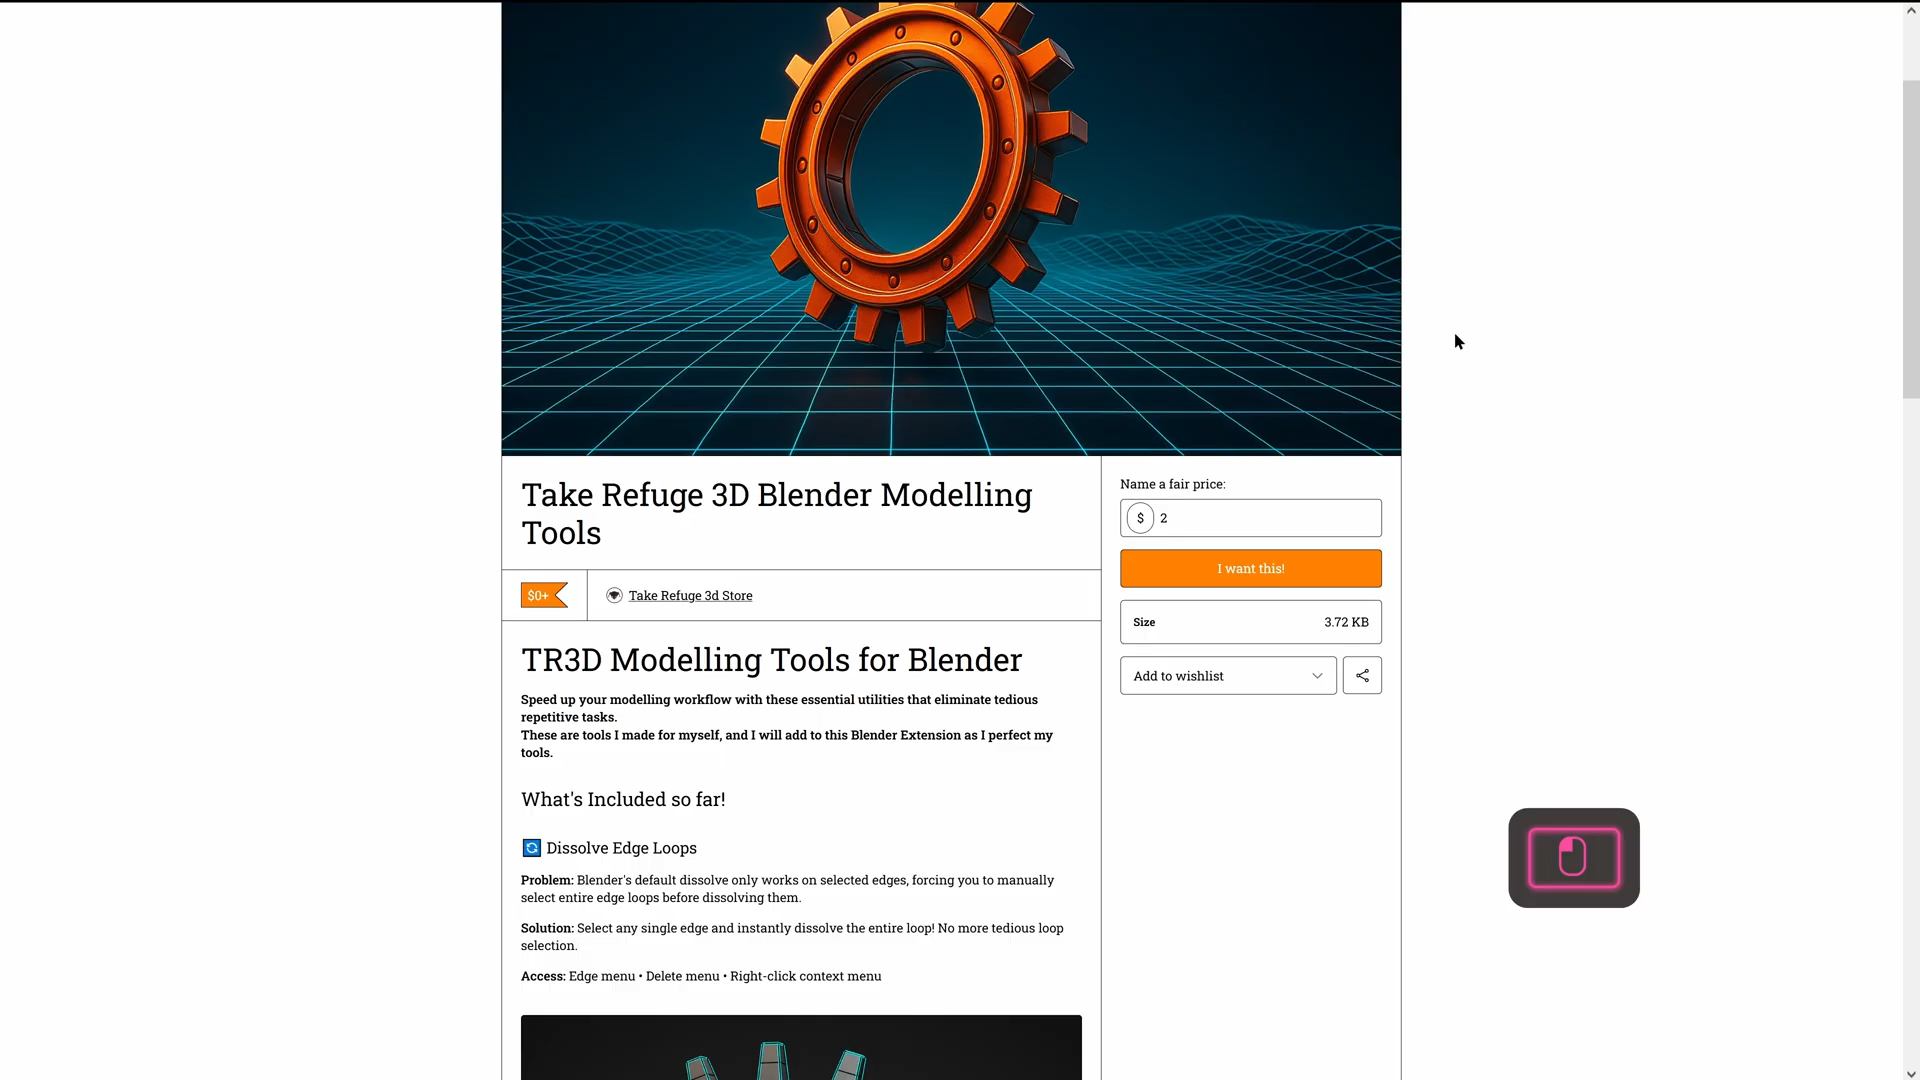 Take Refuge 3D Blender Modelling
Tools
Name a fair price:
$ 2
I want this!
$0+
Take Refuge 3d Store
Size 3.72 KB
Add to wishlist
TR3D Modelling Tools for Blender
Speed up your modelling workflow with these essential utilities that eliminate tedious
repetitive tasks.
These are tools I made for myself, and I will add to this Blender Extension as I perfect my
tools.
What's Included so far!
Dissolve Edge Loops
Problem: Blender's default dissolve only works on selected edges, forcing you to manually
select entire edge loops before dissolving them.
Solution: Select any single edge and instantly dissolve the entire loop! No more tedious loop
selection.
Access: Edge menu • Delete menu • Right-click context menu